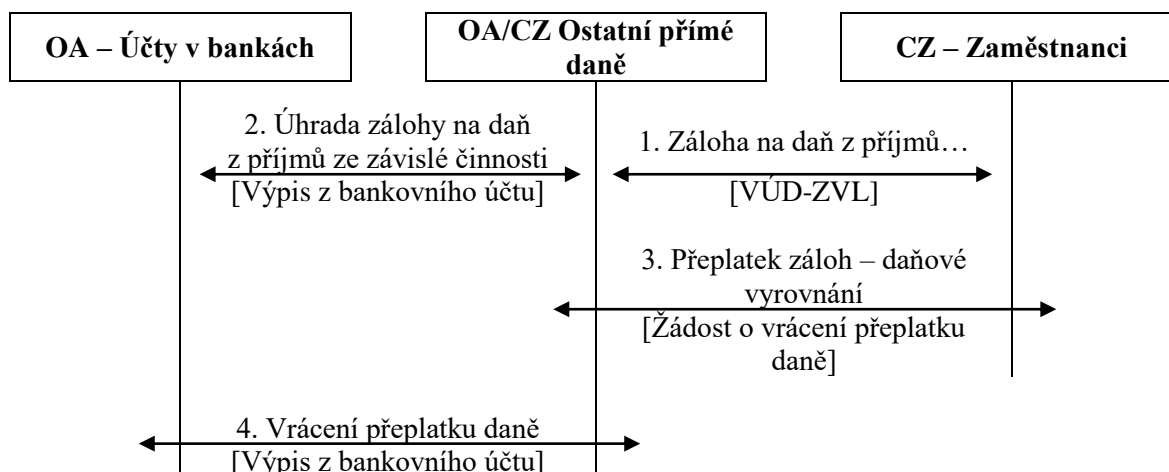 OA – Účty v bankách
OA/CZ Ostatní přímé
daně
CZ – Zaměstnanci
2. Úhrada zálohy na daň
z příjmů ze závislé činnosti
[Výpis z bankovního účtu]
1. Záloha na daň z příjmů…
[VÚD-ZVL]
3. Přeplatek záloh – daňové
vyrovnání
[Žádost o vrácení přeplatku
daně]
4. Vrácení přeplatku daně
[Výpis z bankovního účtu]